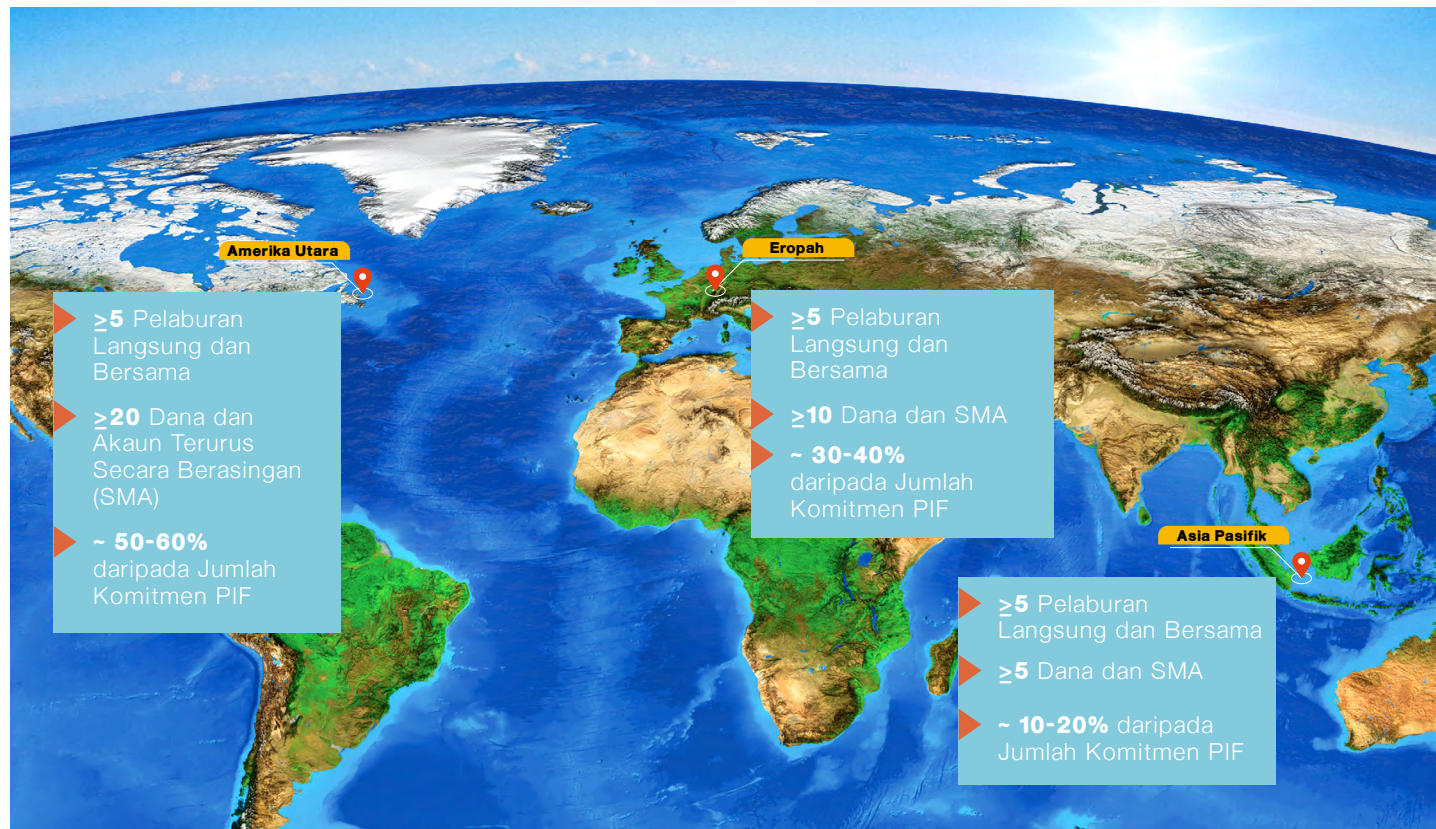 Amerika Utara
≥5 Pelaburan
Langsung dan
Bersama
≥20 Dana dan
Akaun Terurus
Secara Berasingan
(SMA)
~ 50-60%
daripada Jumlah
Komitmen PIF
Eropah
≥5 Pelaburan
Langsung dan
Bersama
≥10 Dana dan SMA
~ 30-40%
daripada Jumlah
Komitmen PIF
Asia Pasifik
≥5 Pelaburan
Langsung dan Bersama
≥5 Dana dan SMA
~ 10-20% daripada
Jumlah Komitmen PIF